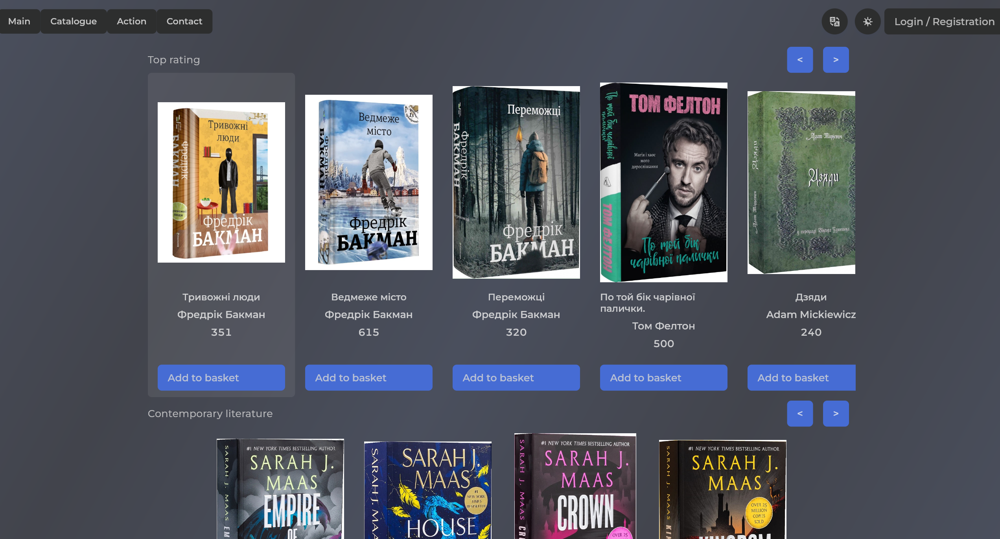 Main
Catalogue
Action
Contact
Login / Registration
Top rating
<
>
Тривожні
люди
Фредрік
БАКМАН
Фредрік
БАКМАН
Ведмеже
місто
Фредрік
БАКМАН
Фредрік
БАКМАН
Переможці
Фредрік
БАКМАН
Фредрік
БАКМАН
Переможці
ТОМ ФЕЛТОН
Магія і хаос
мого
дорослішання
По той бік
чарівної палички
По той бік чарівної
палички
ТОМ ФЕЛТОН
Адам Міцкевич
Дзяди
у перекладі Віктора Гуменюка
Дзяди
Адам Міцкевич
Тривожні люди
Фредрік Бакман
351
Ведмеже місто
Фредрік Бакман
615
Переможці
Фредрік Бакман
320
По той бік чарівної
палички.
Том Фелтон
500
Дзяди
Adam Mickiewicz
240
Add to basket
Add to basket
Add to basket
Add to basket
Add to basket
Contemporary literature
<
>
#1 NEW YORK TIMES BESTSELLING AUTHOR
SARAH J.
MAAS
EMPIRE
OF
SARAH J. MAAS EM
SARAH J.
MAAS
#1
NEW YORK
TIMES
BESTSELLER
HOUSE
SARAH J. MAA
#1 NEW YORK TIMES BESTSELLING AUTHOR
SARAH J.
MAAS
CROWN
OVER 25
SARAH J. MAAS CR
#1 NEW YORK TIMES BESTSELLING AUTHOR
SARAH J.
MAAS
OVER 25
MILLION
COPIES
SOLD
KINGDOM
SARAH J. MAAS KIN